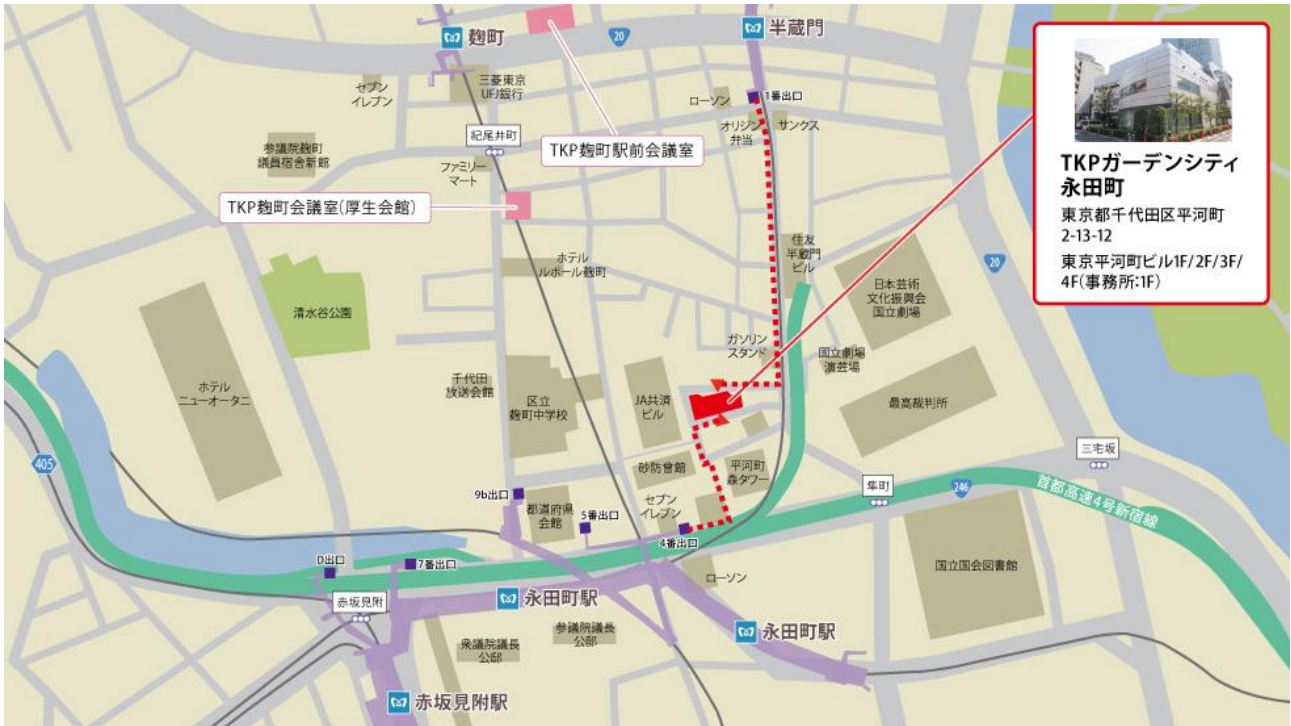 麹町
20
半蔵門
セブン
イレブン
三菱東京
UFJ銀行
ローソン
1番出口
オリジン
弁当
サンクス
紀尾井町
TKP麹町駅前会議室
参議院麹町
議員宿舎新館
ファミリー
マート
TKP麹町会議室(厚生会館)
TKPガーデンシティ
永田町
東京都千代田区平河町
2-13-12
東京平河町ビル1F/2F/3F/
4F(事務所:1F)
ホテル
ルポール麹町
住友
半蔵門
ビル
20
日本芸術
文化振興会
国立劇場
清水谷公園
ガソリン
スタンド
国立劇場
演芸場
ホテル
ニューオータニ
千代田
放送会館
区立
麹町中学校
JA共済
ビル
最高裁判所
405
砂防會館
平河町
森タワー
三宅坂
9b出口
都道府県
会館
5番出口
セブン
イレブン
4番出口
隼町
246
首都高速4号新宿線
D出口
7番出口
ローソン
国立国会図書館
赤坂見附
永田町駅
衆議院議長
公邸
参議院議長
公邸
永田町駅
赤坂見附駅